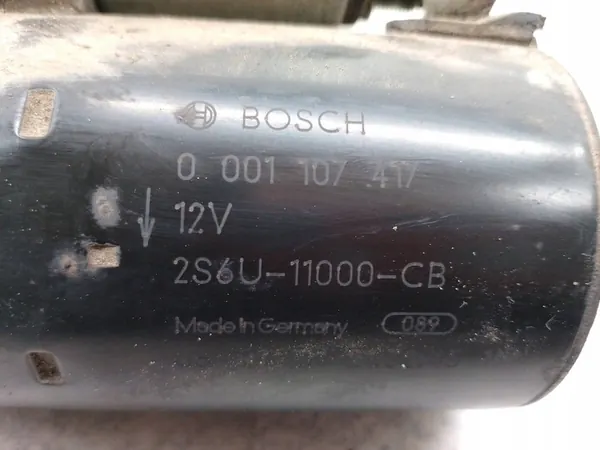 BOSCH
0 001 107 417
12V
2S6U-11000-CB
Made in Germany 089